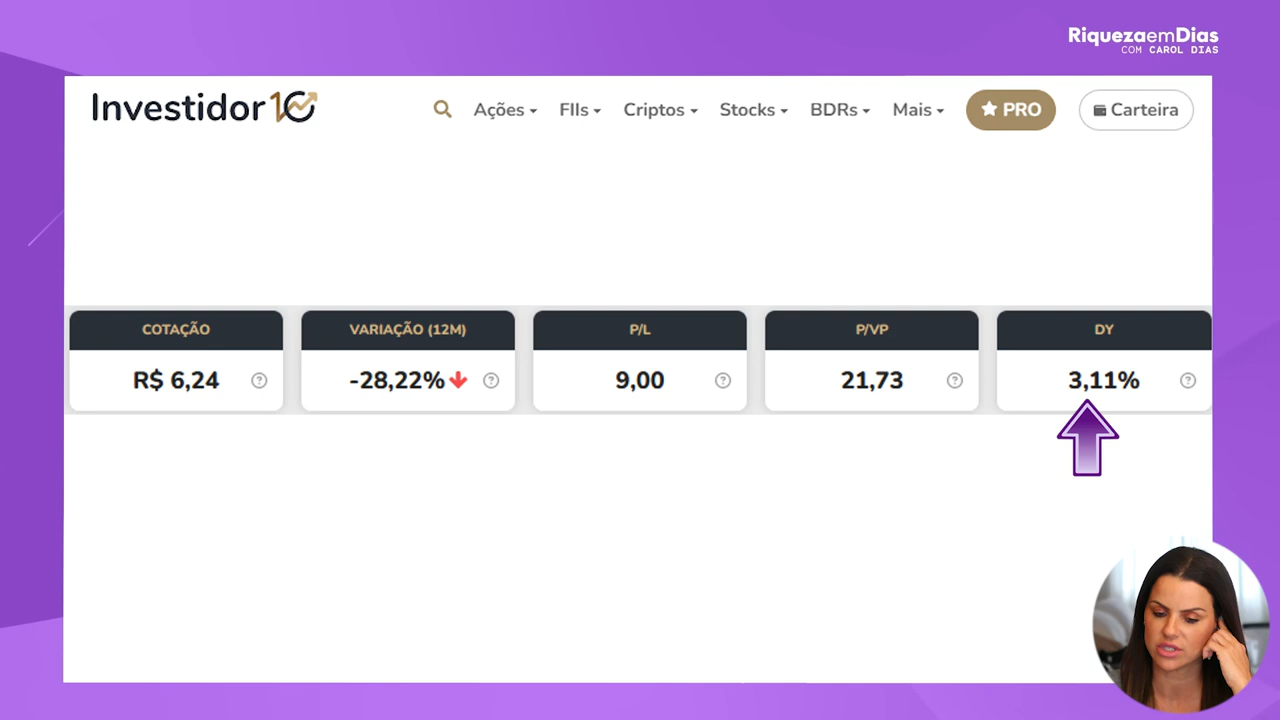 RiquezaemDias
COM CAROL DIAS
Investidor10
Ações
FIIs
Criptos
Stocks
BDRs
Mais
PRO
Carteira
COTAÇÃO
VARIAÇÃO (12M)
P/L
P/VP
DY
R$ 6,24 ?
-28,22% ?
9,00 ?
21,73 ?
3,11% ?